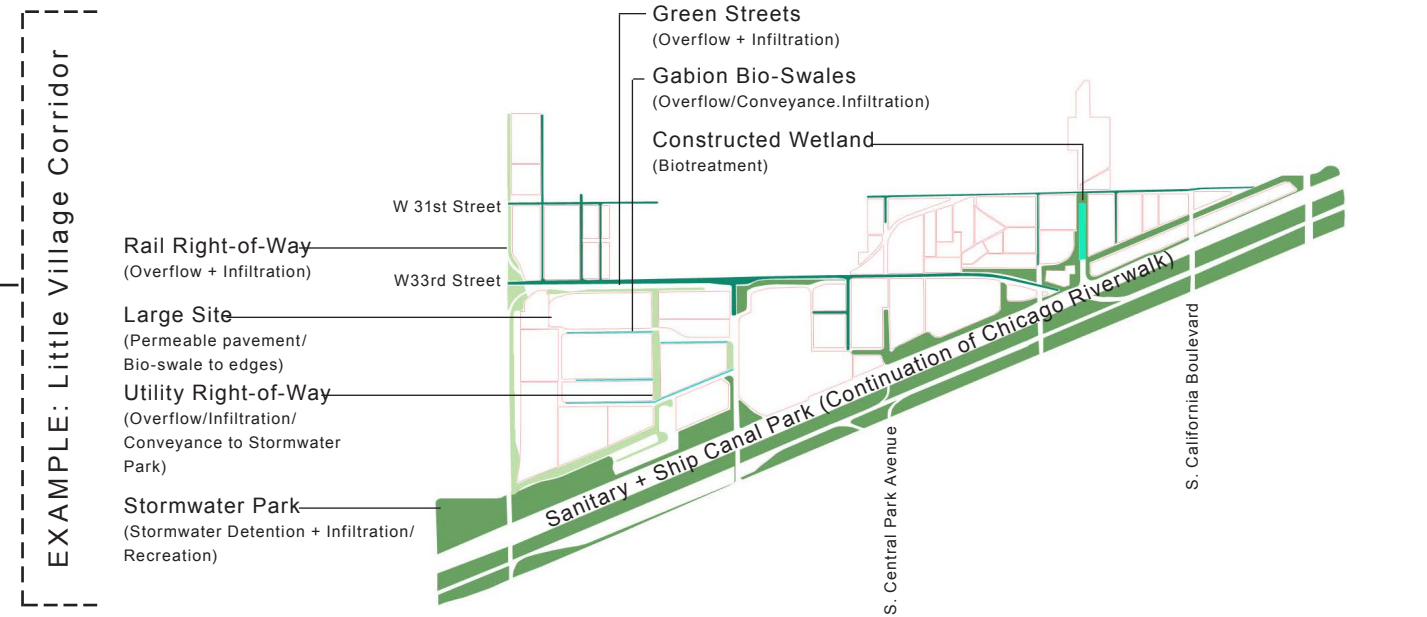 EXAMPLE: Little Village Corridor
Green Streets
(Overflow + Infiltration)
Gabion Bio-Swales
(Overflow/Conveyance.Infiltration)
Constructed Wetland
(Biotreatment)
W 31st Street
Rail Right-of-Way
(Overflow + Infiltration)
W33rd Street
Large Site
(Permeable pavement/
Bio-swale to edges)
Utility Right-of-Way
(Overflow/Infiltration/
Conveyance to Stormwater
Park)
Stormwater Park
(Stormwater Detention + Infiltration/
Recreation)
Sanitary + Ship Canal Park (Continuation of Chicago Riverwalk)
S. Central Park Avenue
S. California Boulevard